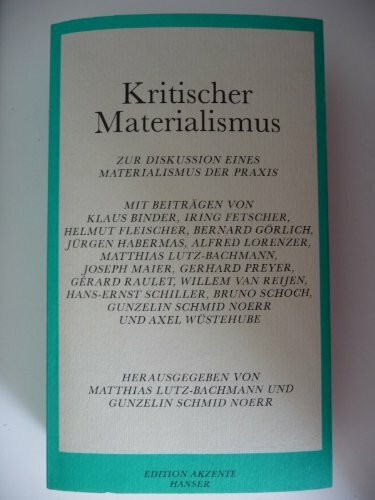 Kritischer
Materialismus
ZUR DISKUSSION EINES
MATERIALISMUS DER PRAXIS
MIT BEITRÄGEN VON
KLAUS BINDER, IRING FETSCHER,
HELMUT FLEISCHER, BERNARD GÖRLICH,
JÜRGEN HABERMAS, ALFRED LORENZER,
MATTHIAS LUTZ-BACHMANN,
JOSEPH MAIER, GERHARD PREYER,
GÉRARD RAULET, WILLEM VAN REIJEN,
HANS-ERNST SCHILLER, BRUNO SCHOCH,
GUNZELIN SCHMID NOERR
UND AXEL WÜSTEHUBE
HERAUSGEGEBEN VON
MATTHIAS LUTZ-BACHMANN UND
GUNZELIN SCHMID NOERR
EDITION AKZENTE
HANSER